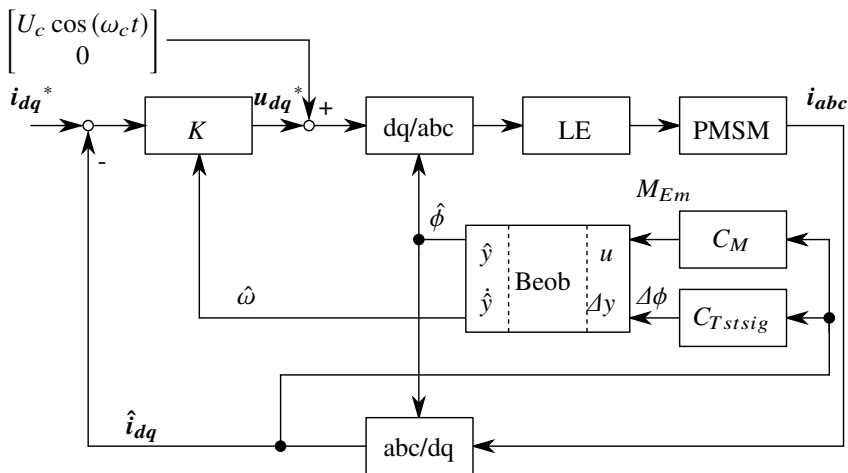 [U_c cos (ω_c t)]
[0]
i_dq*
u_dq*
+
i_abc
K
dq/abc
LE
PMSM
-
M_Em
ϕ̂
ŷ
u
C_M
Beob
ω̂
ŷ̇
Δy
Δϕ
C_Tstsig
î_dq
abc/dq